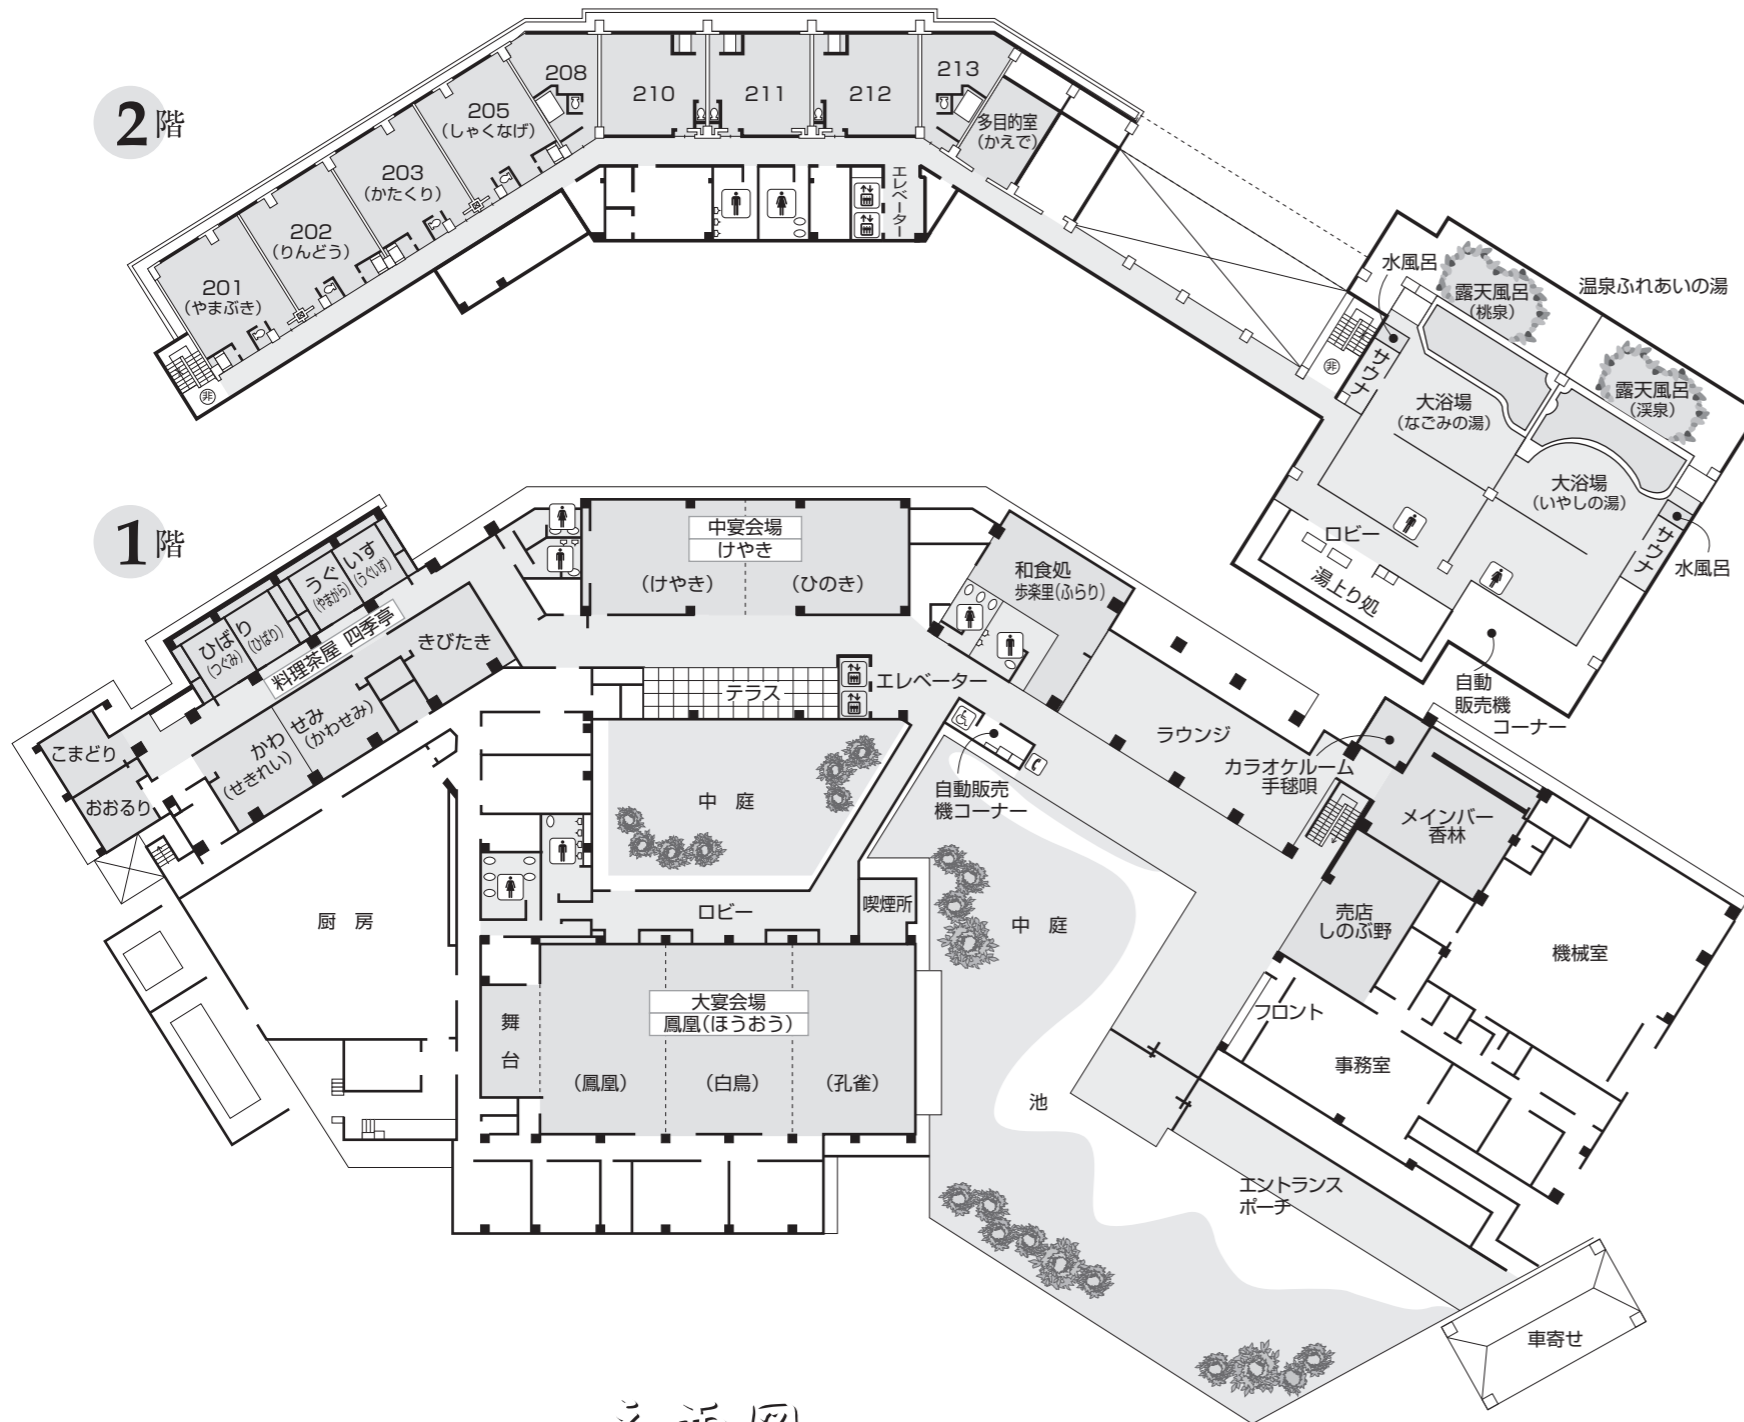 2階
201
(やまぶき)
202
(りんどう)
203
(かたくり)
205
(しゃくなげ)
208
210
211
212
213
多目的室
(かえで)
エレベーター
非
非
水風呂
サウナ
露天風呂
(桃泉)
温泉ふれあいの湯
露天風呂
(渓泉)
大浴場
(なごみの湯)
大浴場
(いやしの湯)
サウナ
水風呂
ロビー
湯上り処
自動
販売機
コーナー
1階
中宴会場
けやき
(けやき)
(ひのき)
和食処
歩楽里(ふらり)
うぐいす
(やまがら)
(うぐいす)
ひばり
(つぐみ)
(ひばり)
料理茶屋 四季亭
きびたき
かわせみ
(せきれい)
(かわせみ)
こまどり
おおるり
テラス
エレベーター
ラウンジ
自動販売
機コーナー
カラオケルーム
手毬唄
メインバー
香林
売店
しのぶ野
機械室
中 庭
中 庭
喫煙所
ロビー
厨 房
大宴会場
鳳凰(ほうおう)
舞
台
(鳳凰)
(白鳥)
(孔雀)
池
フロント
事務室
エントランス
ポーチ
車寄せ